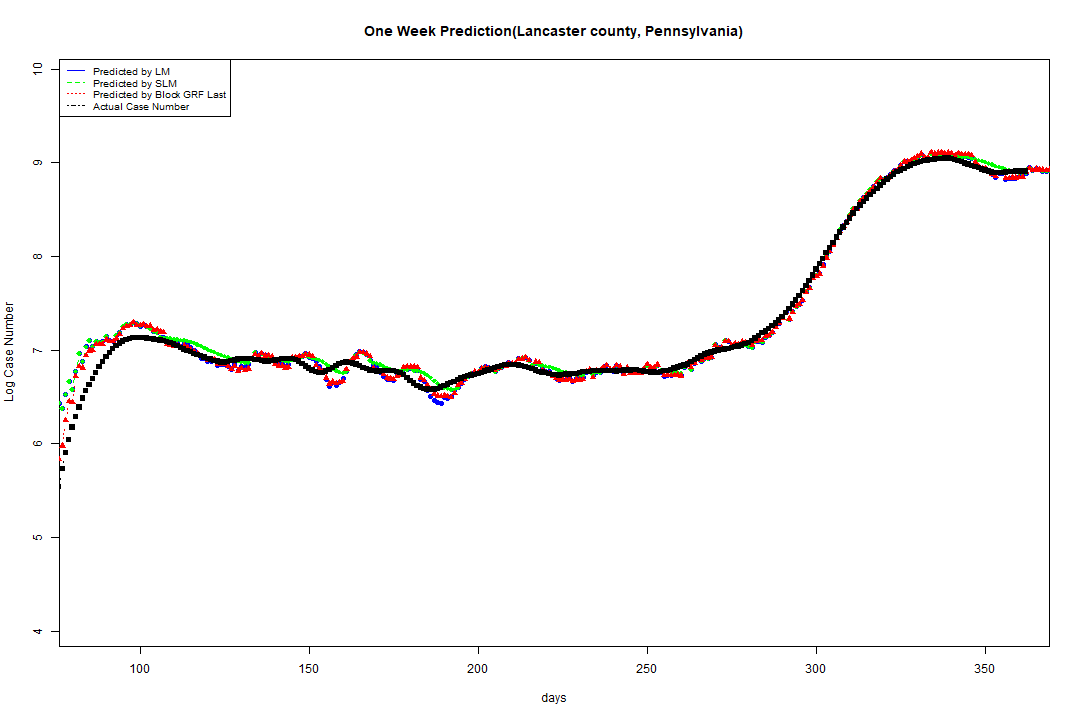 One Week Prediction(Lancaster county, Pennsylvania)
Predicted by LM
Predicted by SLM
Predicted by Block GRF Last
Actual Case Number
10
9
8
7
6
5
4
Log Case Number
100 150 200 250 300 350
days